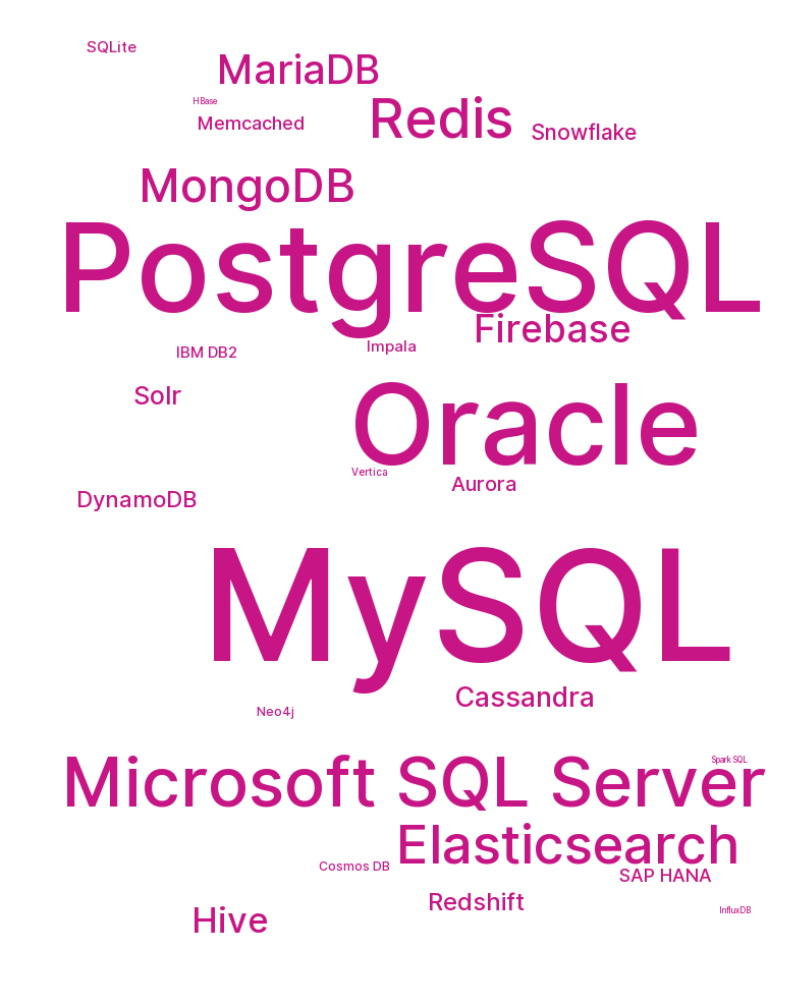 SQLite
MariaDB
HBase
Redis
Memcached
Snowflake
MongoDB
PostgreSQL
Firebase
Impala
IBM DB2
Solr
Oracle
Vertica
Aurora
DynamoDB
MySQL
Cassandra
Neo4j
Spark SQL
Microsoft SQL Server
Elasticsearch
Cosmos DB
SAP HANA
Redshift
InfluxDB
Hive